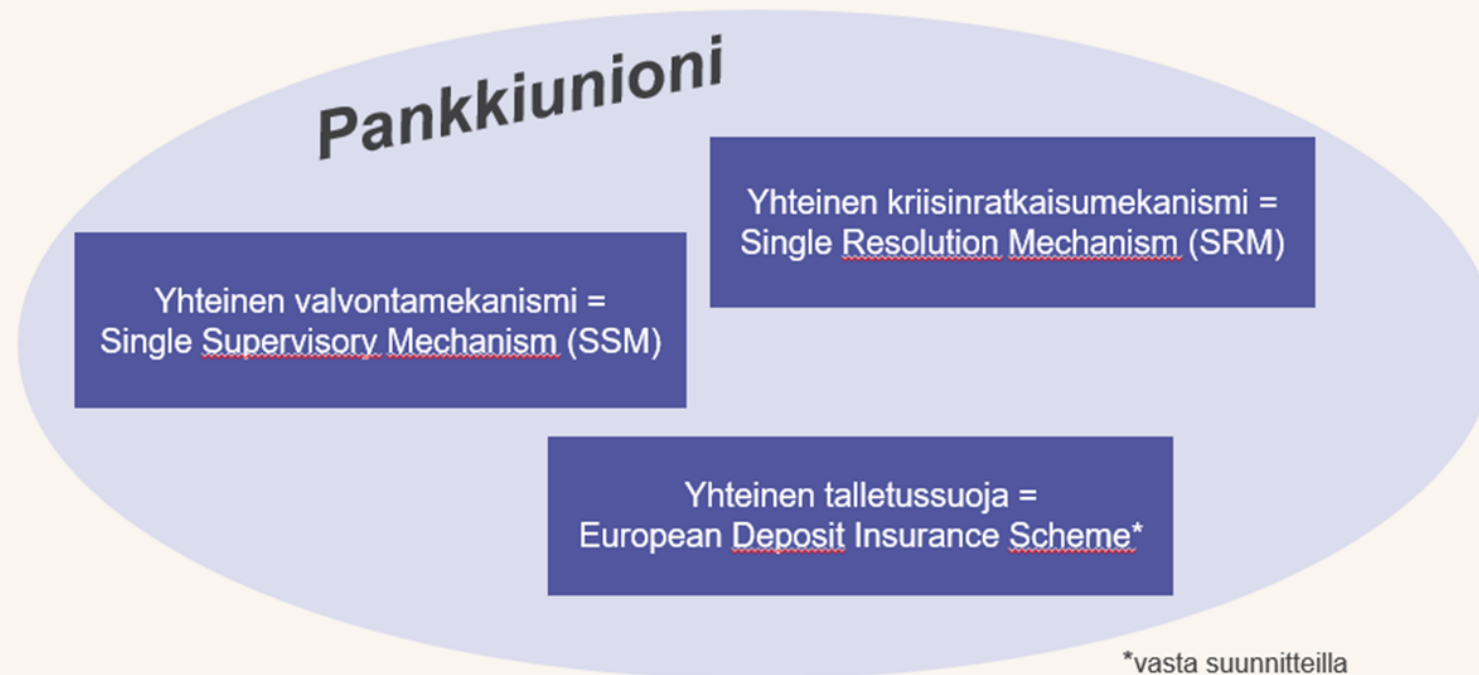 Pankkiunioni
Yhteinen kriisinratkaisumekanismi =
Single Resolution Mechanism (SRM)
Yhteinen valvontamekanismi =
Single Supervisory Mechanism (SSM)
Yhteinen talletussuoja =
European Deposit Insurance Scheme*
*vasta suunnitteilla